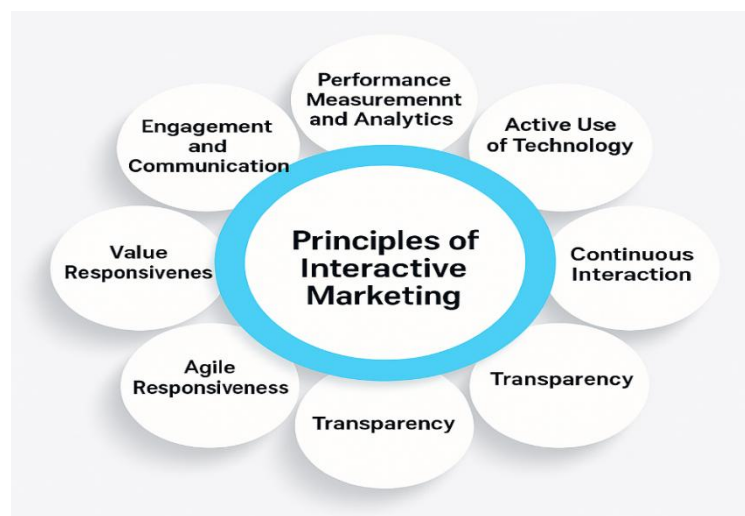 Performance
Measuremennt
and Analytics
Engagement
and
Communication
Active Use
of Technology
Value
Responsivenes
Principles of
Interactive
Marketing
Continuous
Interaction
Agile
Responsiveness
Transparency
Transparency